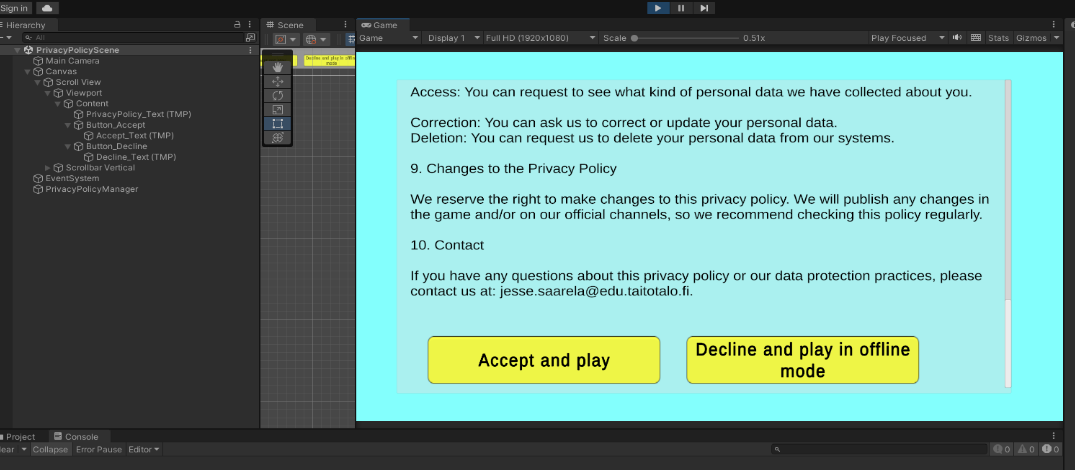 Sign in
Hierarchy
All
PrivacyPolicyScene
Main Camera
Canvas
Scroll View
Viewport
Content
PrivacyPolicy_Text (TMP)
Button_Accept
Accept_Text (TMP)
Button_Decline
Decline_Text (TMP)
Scrollbar Vertical
EventSystem
PrivacyPolicyManager
Scene
Decline and play in offline
mode
Game
Game Display 1 Full HD (1920x1080) Scale 0.51x Play Focused Stats Gizmos
Access: You can request to see what kind of personal data we have collected about you.
Correction: You can ask us to correct or update your personal data.
Deletion: You can request us to delete your personal data from our systems.
9. Changes to the Privacy Policy
We reserve the right to make changes to this privacy policy. We will publish any changes in
the game and/or on our official channels, so we recommend checking this policy regularly.
10. Contact
If you have any questions about this privacy policy or our data protection practices, please
contact us at: jesse.saarela@edu.taitotalo.fi.
Accept and play
Decline and play in offline
mode
Project Console
lear Collapse Error Pause Editor 0 0 0